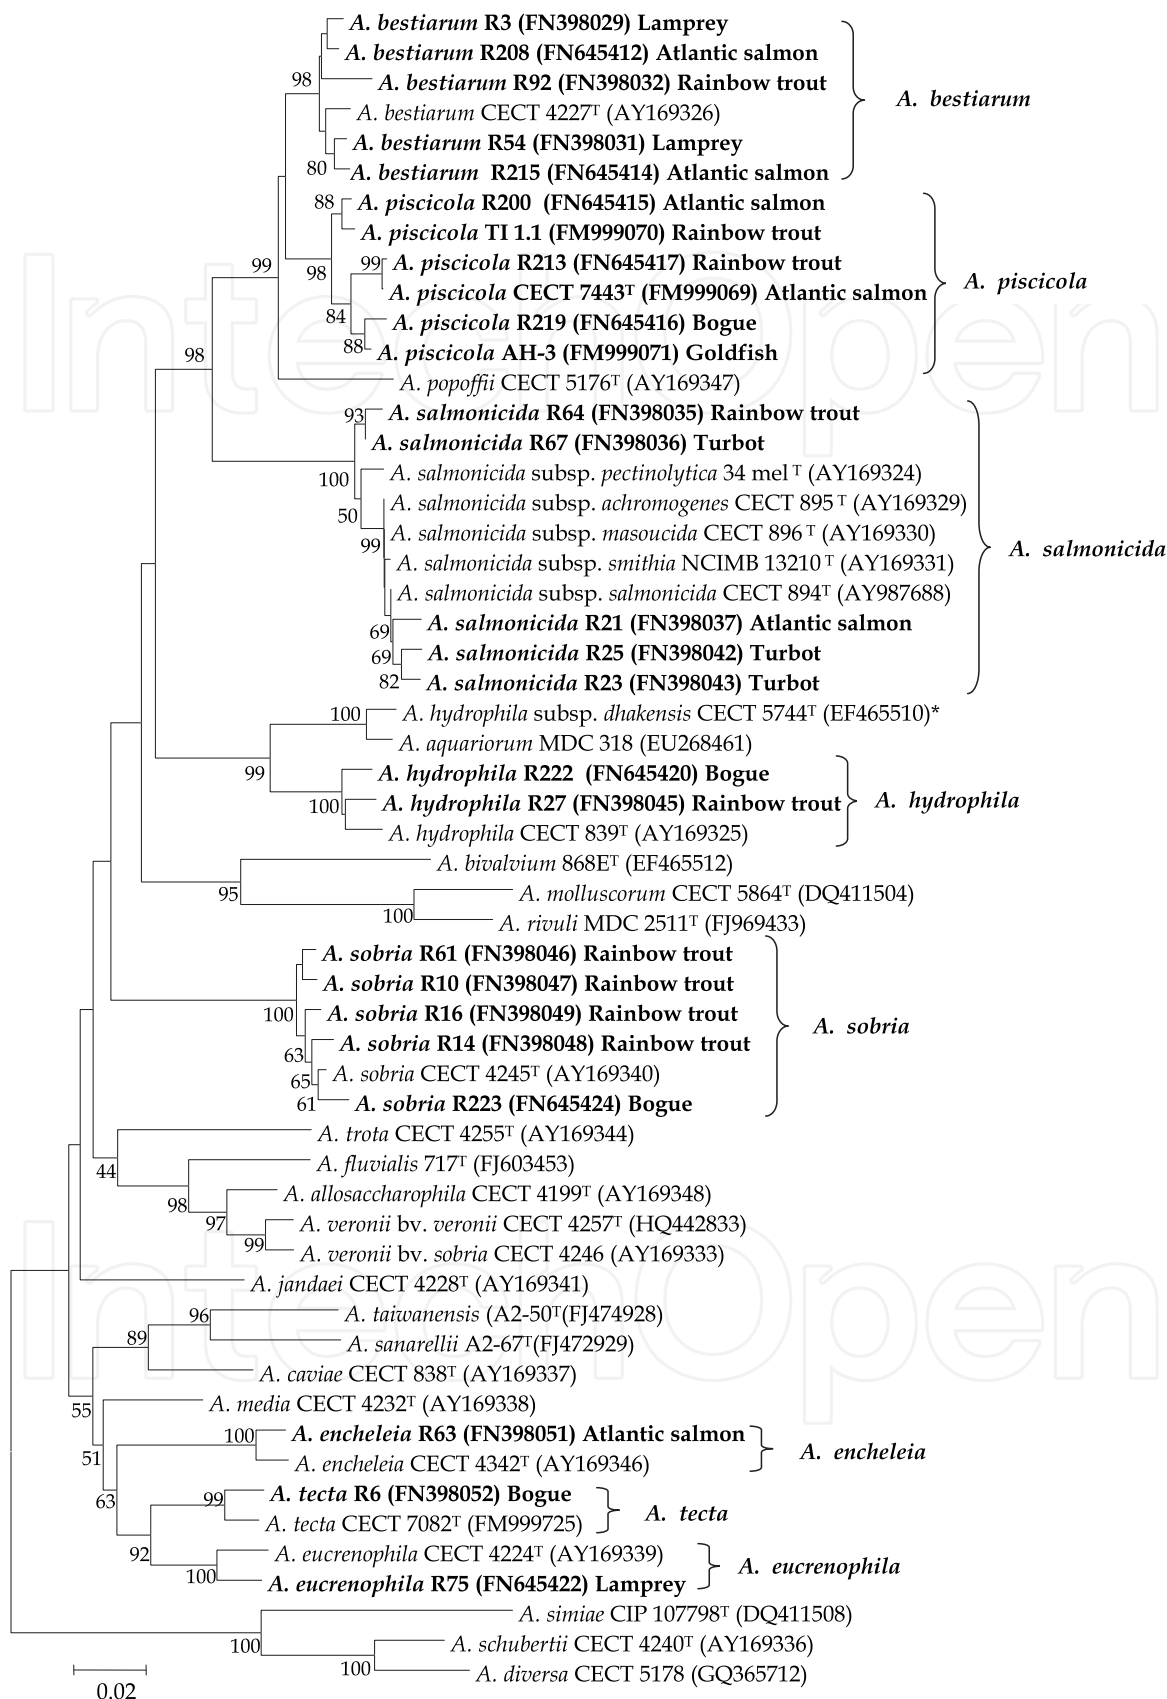 A. bestiarum R3 (FN398029) Lamprey
A. bestiarum R208 (FN645412) Atlantic salmon
98
A. bestiarum R92 (FN398032) Rainbow trout
A. bestiarum
A. bestiarum CECT 4227ᵀ (AY169326)
A. bestiarum R54 (FN398031) Lamprey
80
A. bestiarum R215 (FN645414) Atlantic salmon
88
A. piscicola R200 (FN645415) Atlantic salmon
A. piscicola TI 1.1 (FM999070) Rainbow trout
99
98
99
A. piscicola R213 (FN645417) Rainbow trout
A. piscicola
A. piscicola CECT 7443ᵀ (FM999069) Atlantic salmon
84
A. piscicola R219 (FN645416) Bogue
88
A. piscicola AH-3 (FM999071) Goldfish
98
A. popoffii CECT 5176ᵀ (AY169347)
93
A. salmonicida R64 (FN398035) Rainbow trout
A. salmonicida R67 (FN398036) Turbot
100
A. salmonicida subsp. pectinolytica 34 mel ᵀ (AY169324)
A. salmonicida subsp. achromogenes CECT 895 ᵀ (AY169329)
50
A. salmonicida subsp. masoucida CECT 896 ᵀ (AY169330)
99
A. salmonicida
A. salmonicida subsp. smithia NCIMB 13210 ᵀ (AY169331)
A. salmonicida subsp. salmonicida CECT 894ᵀ (AY987688)
69
A. salmonicida R21 (FN398037) Atlantic salmon
69
A. salmonicida R25 (FN398042) Turbot
82
A. salmonicida R23 (FN398043) Turbot
100
A. hydrophila subsp. dhakensis CECT 5744ᵀ (EF465510)*
A. aquariorum MDC 318 (EU268461)
99
A. hydrophila R222 (FN645420) Bogue
100
A. hydrophila R27 (FN398045) Rainbow trout
A. hydrophila
A. hydrophila CECT 839ᵀ (AY169325)
A. bivalvium 868Eᵀ (EF465512)
95
A. molluscorum CECT 5864ᵀ (DQ411504)
100
A. rivuli MDC 2511ᵀ (FJ969433)
A. sobria R61 (FN398046) Rainbow trout
A. sobria R10 (FN398047) Rainbow trout
100
A. sobria R16 (FN398049) Rainbow trout
A. sobria
63
A. sobria R14 (FN398048) Rainbow trout
65
A. sobria CECT 4245ᵀ (AY169340)
61
A. sobria R223 (FN645424) Bogue
A. trota CECT 4255ᵀ (AY169344)
44
A. fluvialis 717ᵀ (FJ603453)
98
A. allosaccharophila CECT 4199ᵀ (AY169348)
97
A. veronii bv. veronii CECT 4257ᵀ (HQ442833)
99
A. veronii bv. sobria CECT 4246 (AY169333)
A. jandaei CECT 4228ᵀ (AY169341)
96
A. taiwanensis (A2-50ᵀ(FJ474928)
89
A. sanarellii A2-67ᵀ(FJ472929)
A. caviae CECT 838ᵀ (AY169337)
55
A. media CECT 4232ᵀ (AY169338)
100
A. encheleia R63 (FN398051) Atlantic salmon
A. encheleia
51
A. encheleia CECT 4342ᵀ (AY169346)
63
99
A. tecta R6 (FN398052) Bogue
A. tecta
A. tecta CECT 7082ᵀ (FM999725)
92
A. eucrenophila CECT 4224ᵀ (AY169339)
A. eucrenophila
100
A. eucrenophila R75 (FN645422) Lamprey
A. simiae CIP 107798ᵀ (DQ411508)
100
A. schubertii CECT 4240ᵀ (AY169336)
100
A. diversa CECT 5178 (GQ365712)
0.02
IntechOpen
IntechOpen